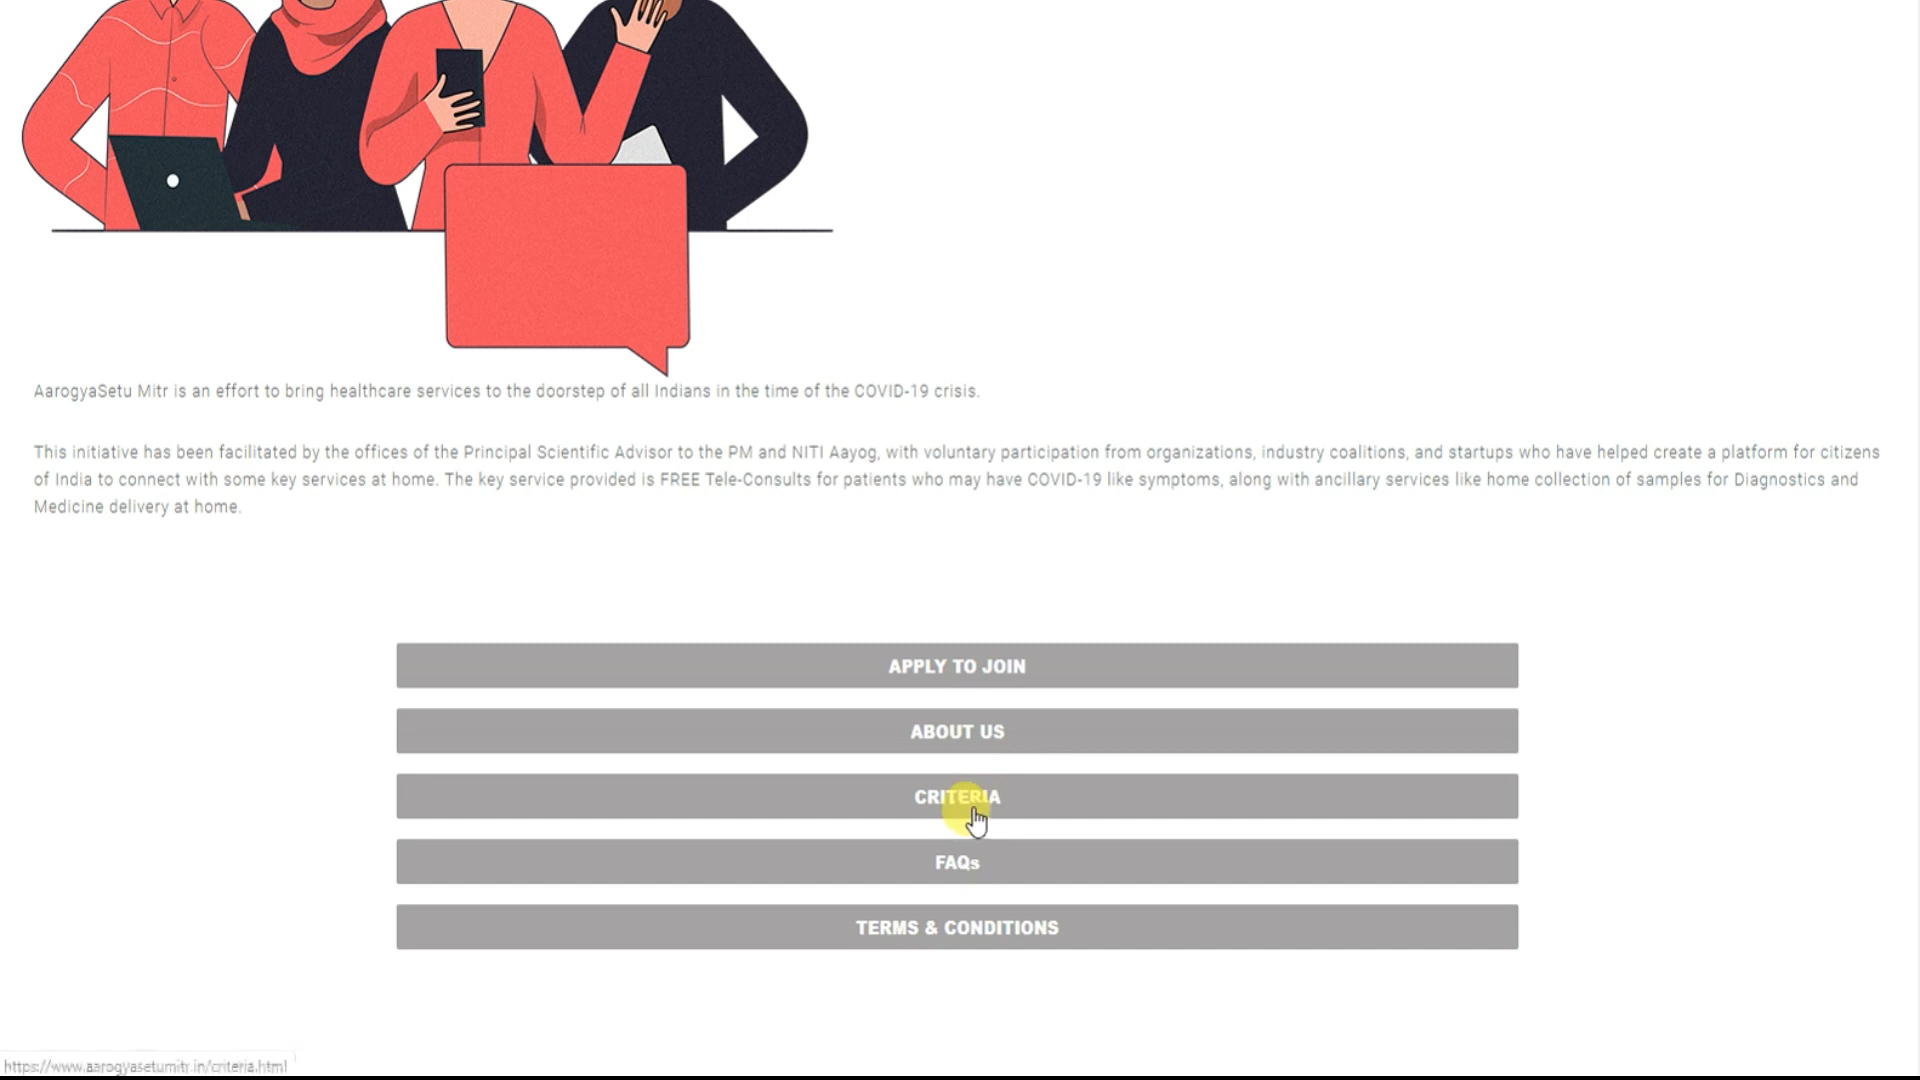 AarogyaSetu Mitr is an effort to bring healthcare services to the doorstep of all Indians in the time of the COVID-19 crisis.
This initiative has been facilitated by the offices of the Principal Scientific Advisor to the PM and NITI Aayog, with voluntary participation from organizations, industry coalitions, and startups who have helped create a platform for citizens
of India to connect with some key services at home. The key service provided is FREE Tele-Consults for patients who may have COVID-19 like symptoms, along with ancillary services like home collection of samples for Diagnostics and
Medicine delivery at home.
APPLY TO JOIN
ABOUT US
CRITERIA
FAQs
TERMS & CONDITIONS
https://www.aarogyasetumitr.in/criteria.html